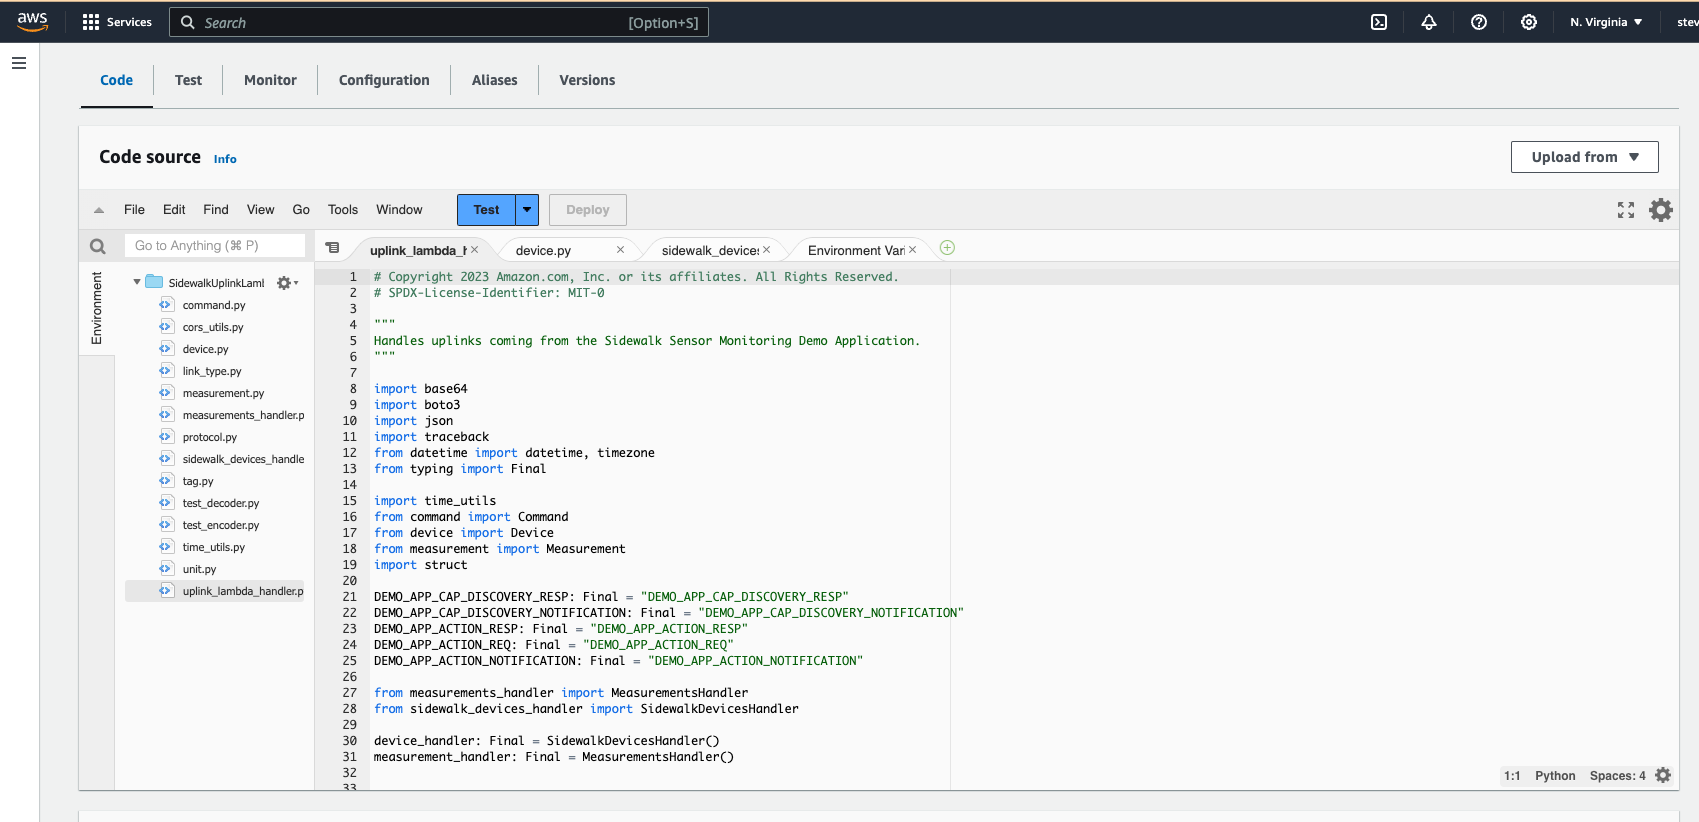 aws
Services
Search
[Option+S]
N. Virginia
stev
Code
Test
Monitor
Configuration
Aliases
Versions
Code source Info
Upload from
File Edit Find View Go Tools Window
Test
Deploy
Go to Anything (⌘ P)
uplink_lambda_h
device.py
sidewalk_devices
Environment Vari
Environment
SidewalkUplinkLaml
command.py
cors_utils.py
device.py
link_type.py
measurement.py
measurements_handler.p
protocol.py
sidewalk_devices_handle
tag.py
test_decoder.py
test_encoder.py
time_utils.py
unit.py
uplink_lambda_handler.p
1 # Copyright 2023 Amazon.com, Inc. or its affiliates. All Rights Reserved.
2 # SPDX-License-Identifier: MIT-0
3
4 """
5 Handles uplinks coming from the Sidewalk Sensor Monitoring Demo Application.
6 """
7
8 import base64
9 import boto3
10 import json
11 import traceback
12 from datetime import datetime, timezone
13 from typing import Final
14
15 import time_utils
16 from command import Command
17 from device import Device
18 from measurement import Measurement
19 import struct
20
21 DEMO_APP_CAP_DISCOVERY_RESP: Final = "DEMO_APP_CAP_DISCOVERY_RESP"
22 DEMO_APP_CAP_DISCOVERY_NOTIFICATION: Final = "DEMO_APP_CAP_DISCOVERY_NOTIFICATION"
23 DEMO_APP_ACTION_RESP: Final = "DEMO_APP_ACTION_RESP"
24 DEMO_APP_ACTION_REQ: Final = "DEMO_APP_ACTION_REQ"
25 DEMO_APP_ACTION_NOTIFICATION: Final = "DEMO_APP_ACTION_NOTIFICATION"
26
27 from measurements_handler import MeasurementsHandler
28 from sidewalk_devices_handler import SidewalkDevicesHandler
29
30 device_handler: Final = SidewalkDevicesHandler()
31 measurement_handler: Final = MeasurementsHandler()
32
33
1:1 Python Spaces: 4